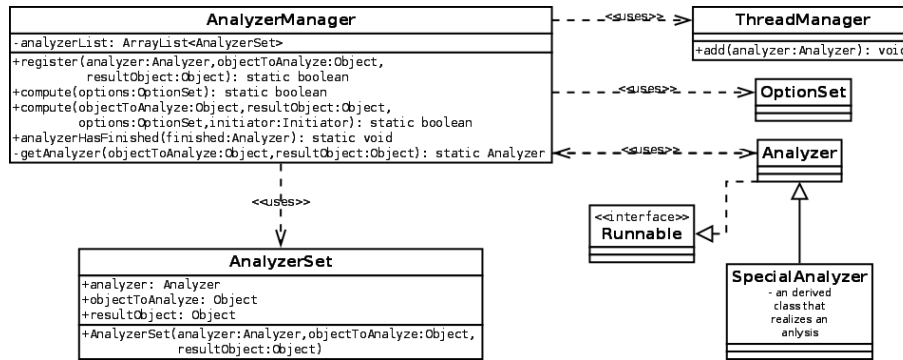 AnalyzerManager
-analyzerList: ArrayList<AnalyzerSet>
+register(analyzer:Analyzer,objectToAnalyze:Object,
resultObject:Object): static boolean
+compute(options:OptionSet): static boolean
+compute(objectToAnalyze:Object,resultObject:Object,
options:OptionSet,initiator:Initiator): static boolean
+analyzerHasFinished(finished:Analyzer): static void
-getAnalyzer(objectToAnalyze:Object,resultObject:Object): static Analyzer
<<uses>>
ThreadManager
+add(analyzer:Analyzer): void
<<uses>>
OptionSet
<<uses>>
Analyzer
<<uses>>
<<interface>>
Runnable
AnalyzerSet
+analyzer: Analyzer
+objectToAnalyze: Object
+resultObject: Object
+AnalyzerSet(analyzer:Analyzer,objectToAnalyze:Object,
resultObject:Object)
SpecialAnalyzer
- an derived
class that
realizes an
anlysis